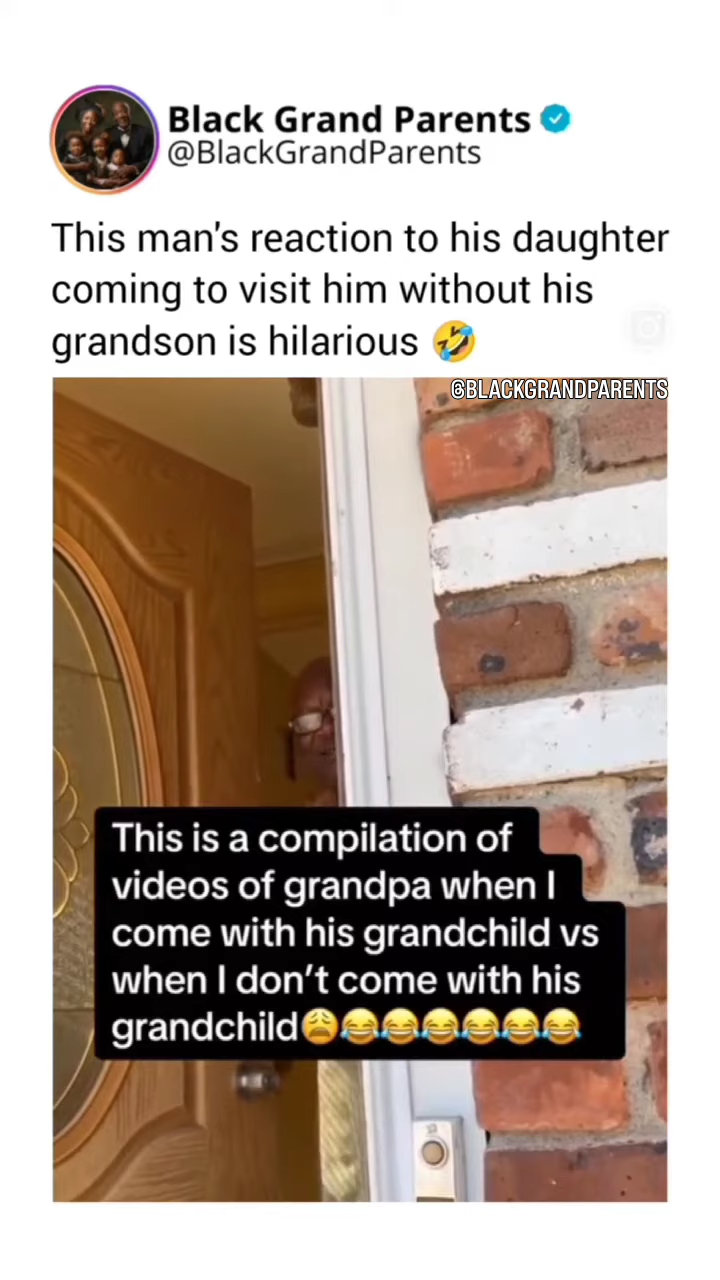 Black Grand Parents
@BlackGrandParents
This man's reaction to his daughter
coming to visit him without his
grandson is hilarious 🤣
@BLACKGRANDPARENTS
This is a compilation of
videos of grandpa when I
come with his grandchild vs
when I don't come with his
grandchild😩😂😂😂😂😂😂